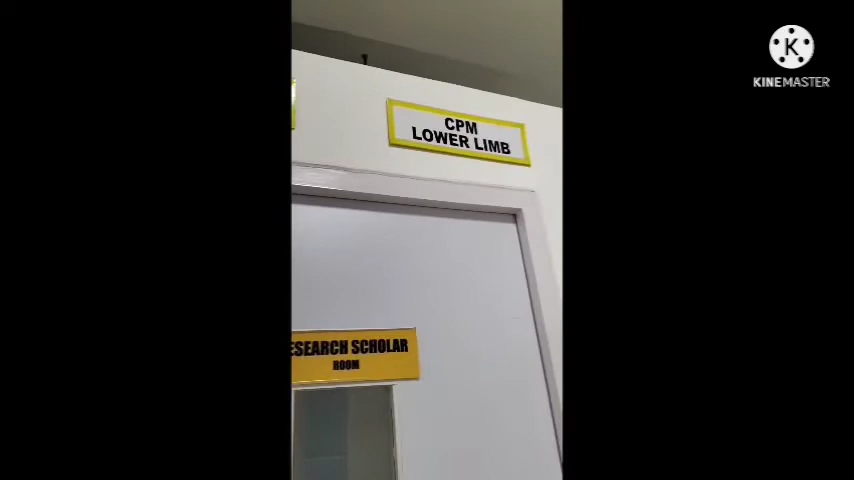 CPM
LOWER LIMB
ESEARCH SCHOLAR
ROOM
K
KINEMASTER